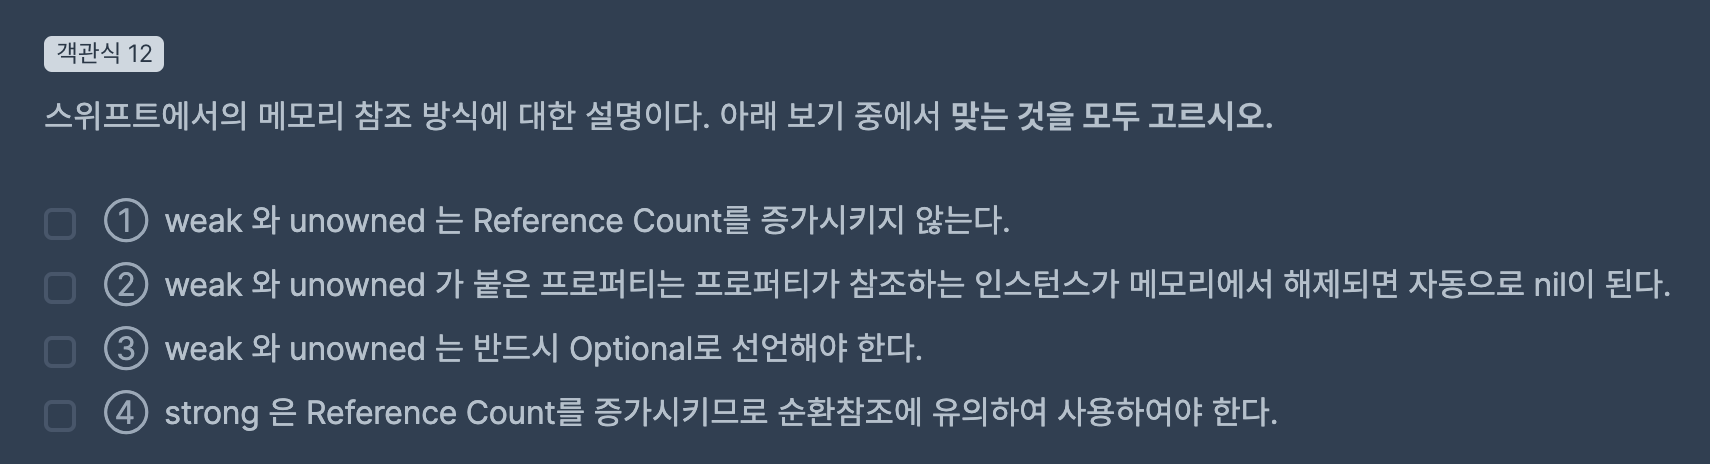 객관식 12
스위프트에서의 메모리 참조 방식에 대한 설명이다. 아래 보기 중에서 맞는 것을 모두 고르시오.
① weak 와 unowned 는 Reference Count를 증가시키지 않는다.
② weak 와 unowned 가 붙은 프로퍼티는 프로퍼티가 참조하는 인스턴스가 메모리에서 해제되면 자동으로 nil이 된다.
③ weak 와 unowned 는 반드시 Optional로 선언해야 한다.
④ strong 은 Reference Count를 증가시키므로 순환참조에 유의하여 사용하여야 한다.